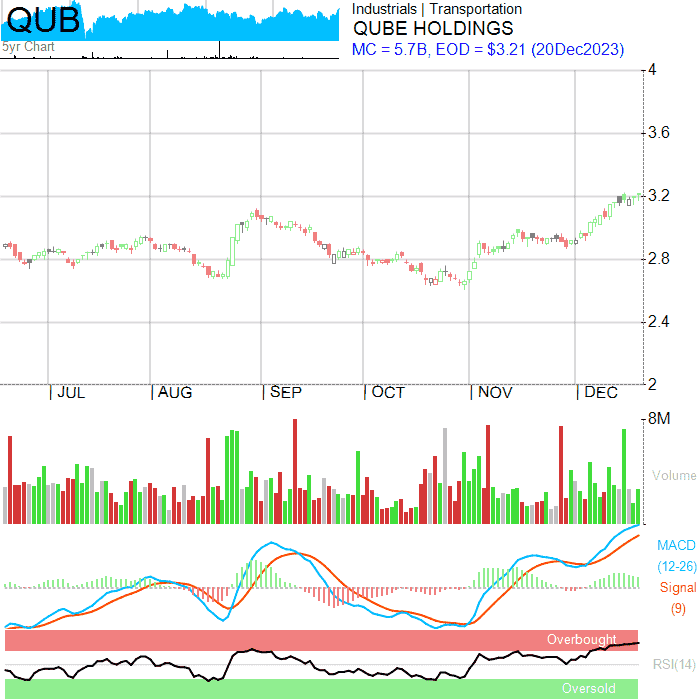 QUB
5yr Chart
Industrials | Transportation
QUBE HOLDINGS
MC = 5.7B, EOD = $3.21 (20Dec2023)
4
3.6
3.2
2.8
2.4
2
JUL
AUG
SEP
OCT
NOV
DEC
8M
Volume
MACD
(12-26)
Signal
(9)
Overbought
RSI(14)
Oversold